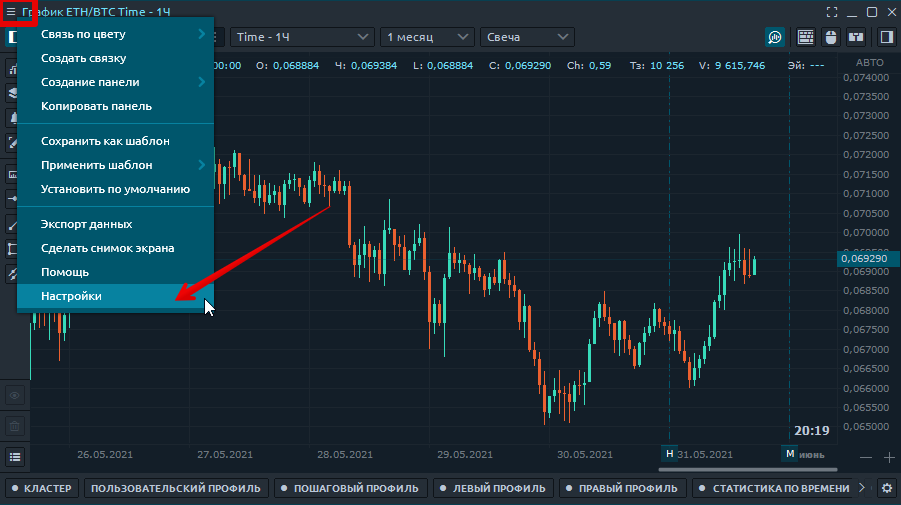 График ETH/BTC Time - 1Ч
Time - 1Ч
1 месяц
Свеча
Связь по цвету
Создать связку
Создание панели
Копировать панель
Сохранить как шаблон
Применить шаблон
Установить по умолчанию
Экспорт данных
Сделать снимок экрана
Помощь
Настройки
00:00 О: 0,068884 Ч: 0,069384 L: 0,068884 С: 0,069290 Ch: 0,59 Тз: 10 256 V: 9 615,746 Эй: ---
АВТО
0,074000
0,073500
0,073000
0,072500
0,072000
0,071500
0,071000
0,070500
0,070000
0,069290
0,069000
0,068500
0,068000
0,067500
0,067000
0,066500
0,066000
0,065500
0,065000
20:19
26.05.2021 27.05.2021 28.05.2021 29.05.2021 30.05.2021 Н 31.05.2021 М июнь
КЛАСТЕР ПОЛЬЗОВАТЕЛЬСКИЙ ПРОФИЛЬ ПОШАГОВЫЙ ПРОФИЛЬ ЛЕВЫЙ ПРОФИЛЬ ПРАВЫЙ ПРОФИЛЬ СТАТИСТИКА ПО ВРЕМЕНИ